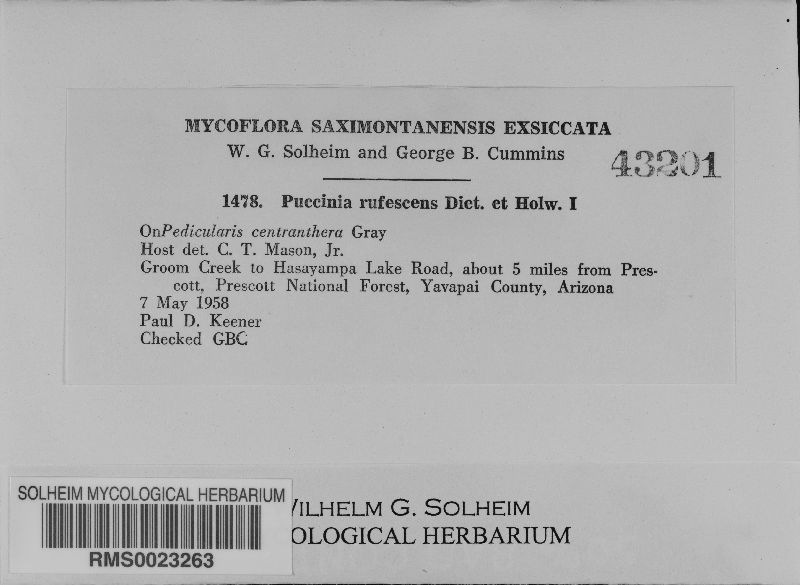 MYCOFLORA SAXIMONTANENSIS EXSICCATA
W. G. Solheim and George B. Cummins
43201
1478. Puccinia rufescens Dict. et Holw. I
OnPedicularis centranthera Gray
Host det. C. T. Mason, Jr.
Groom Creek to Hasayampa Lake Road, about 5 miles from Pres-
cott, Prescott National Forest, Yavapai County, Arizona
7 May 1958
Paul D. Keener
Checked GBC
SOLHEIM MYCOLOGICAL HERBARIUM
RMS0023263
ILHELM G. SOLHEIM
OLOGICAL HERBARIUM